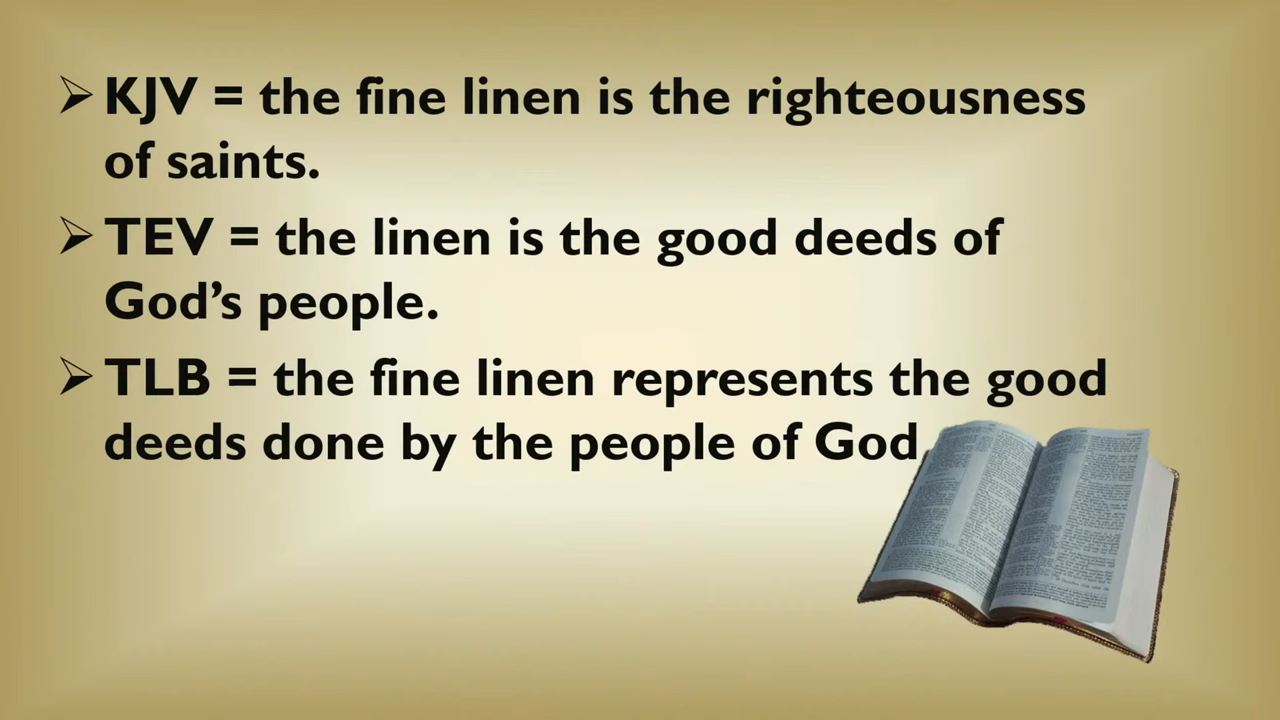 ➢ KJV = the fine linen is the righteousness
of saints.
➢ TEV = the linen is the good deeds of
God’s people.
➢ TLB = the fine linen represents the good
deeds done by the people of God